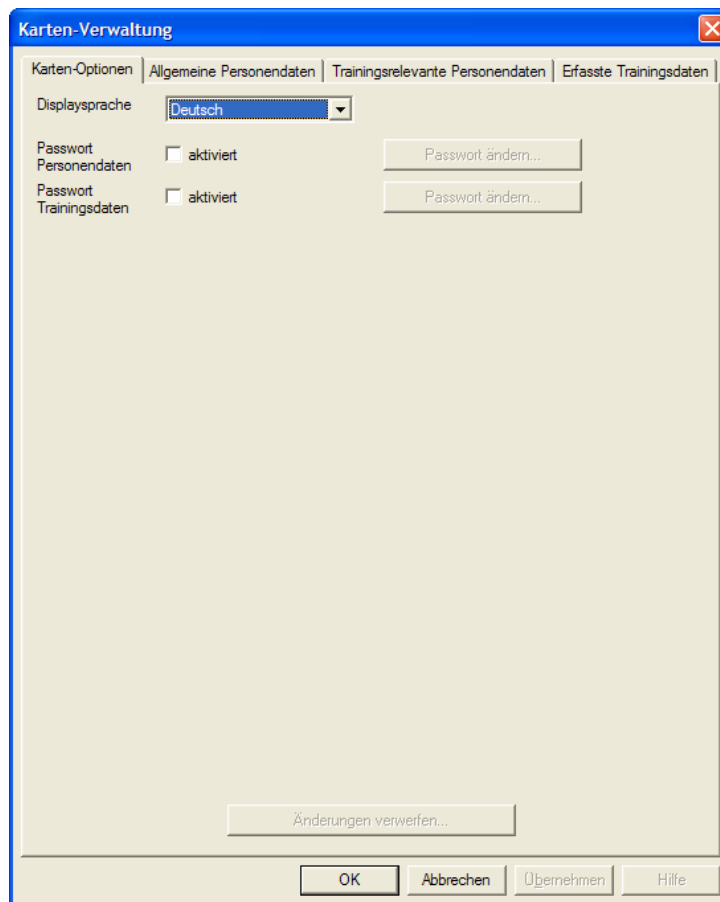 Karten-Verwaltung
Karten-Optionen Allgemeine Personendaten Trainingsrelevante Personendaten Erfasste Trainingsdaten
Displaysprache Deutsch
Passwort
Personendaten aktiviert Passwort ändern...
Passwort
Trainingsdaten aktiviert Passwort ändern...
Änderungen verwerfen...
OK Abbrechen Übernehmen Hilfe